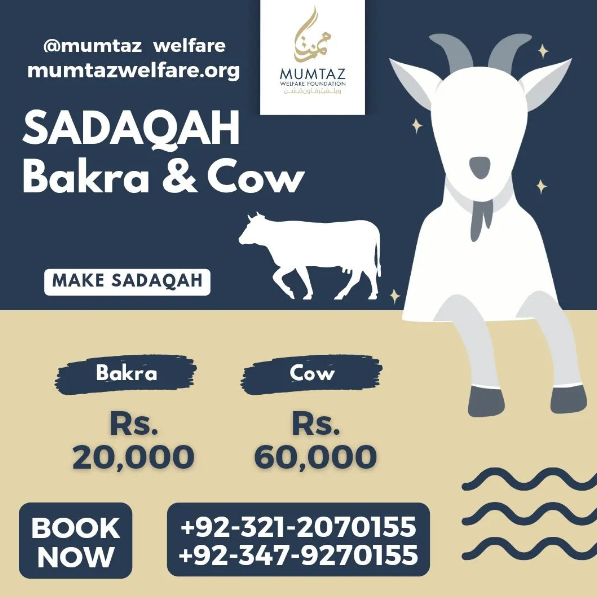 @mumtaz welfare
mumtazwelfare.org
MUMTAZ
WELFARE FOUNDATION
SADAQAH
Bakra & Cow
MAKE SADAQAH
Bakra
Cow
Rs.
20,000
Rs.
60,000
BOOK
NOW
+92-321-2070155
+92-347-9270155